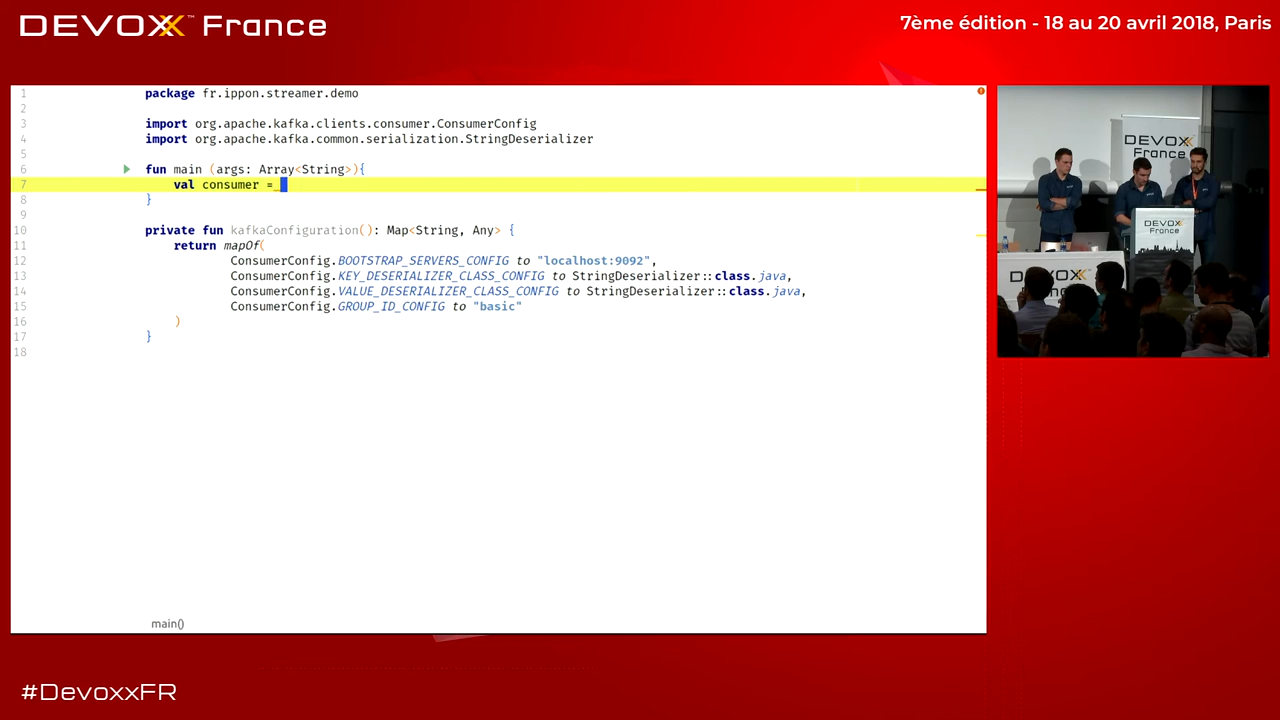 DEVOXX™ France
7ème édition - 18 au 20 avril 2018, Paris
1 package fr.ippon.streamer.demo
2
3 import org.apache.kafka.clients.consumer.ConsumerConfig
4 import org.apache.kafka.common.serialization.StringDeserializer
5
6 fun main (args: Array<String>){
7 val consumer =
8 }
9
10 private fun kafkaConfiguration(): Map<String, Any> {
11 return mapOf(
12 ConsumerConfig.BOOTSTRAP_SERVERS_CONFIG to "localhost:9092",
13 ConsumerConfig.KEY_DESERIALIZER_CLASS_CONFIG to StringDeserializer::class.java,
14 ConsumerConfig.VALUE_DESERIALIZER_CLASS_CONFIG to StringDeserializer::class.java,
15 ConsumerConfig.GROUP_ID_CONFIG to "basic"
16 )
17 }
18
main()
DEVOXX
France
DEVOXX
France
DEVOXX
#DevoxxFR